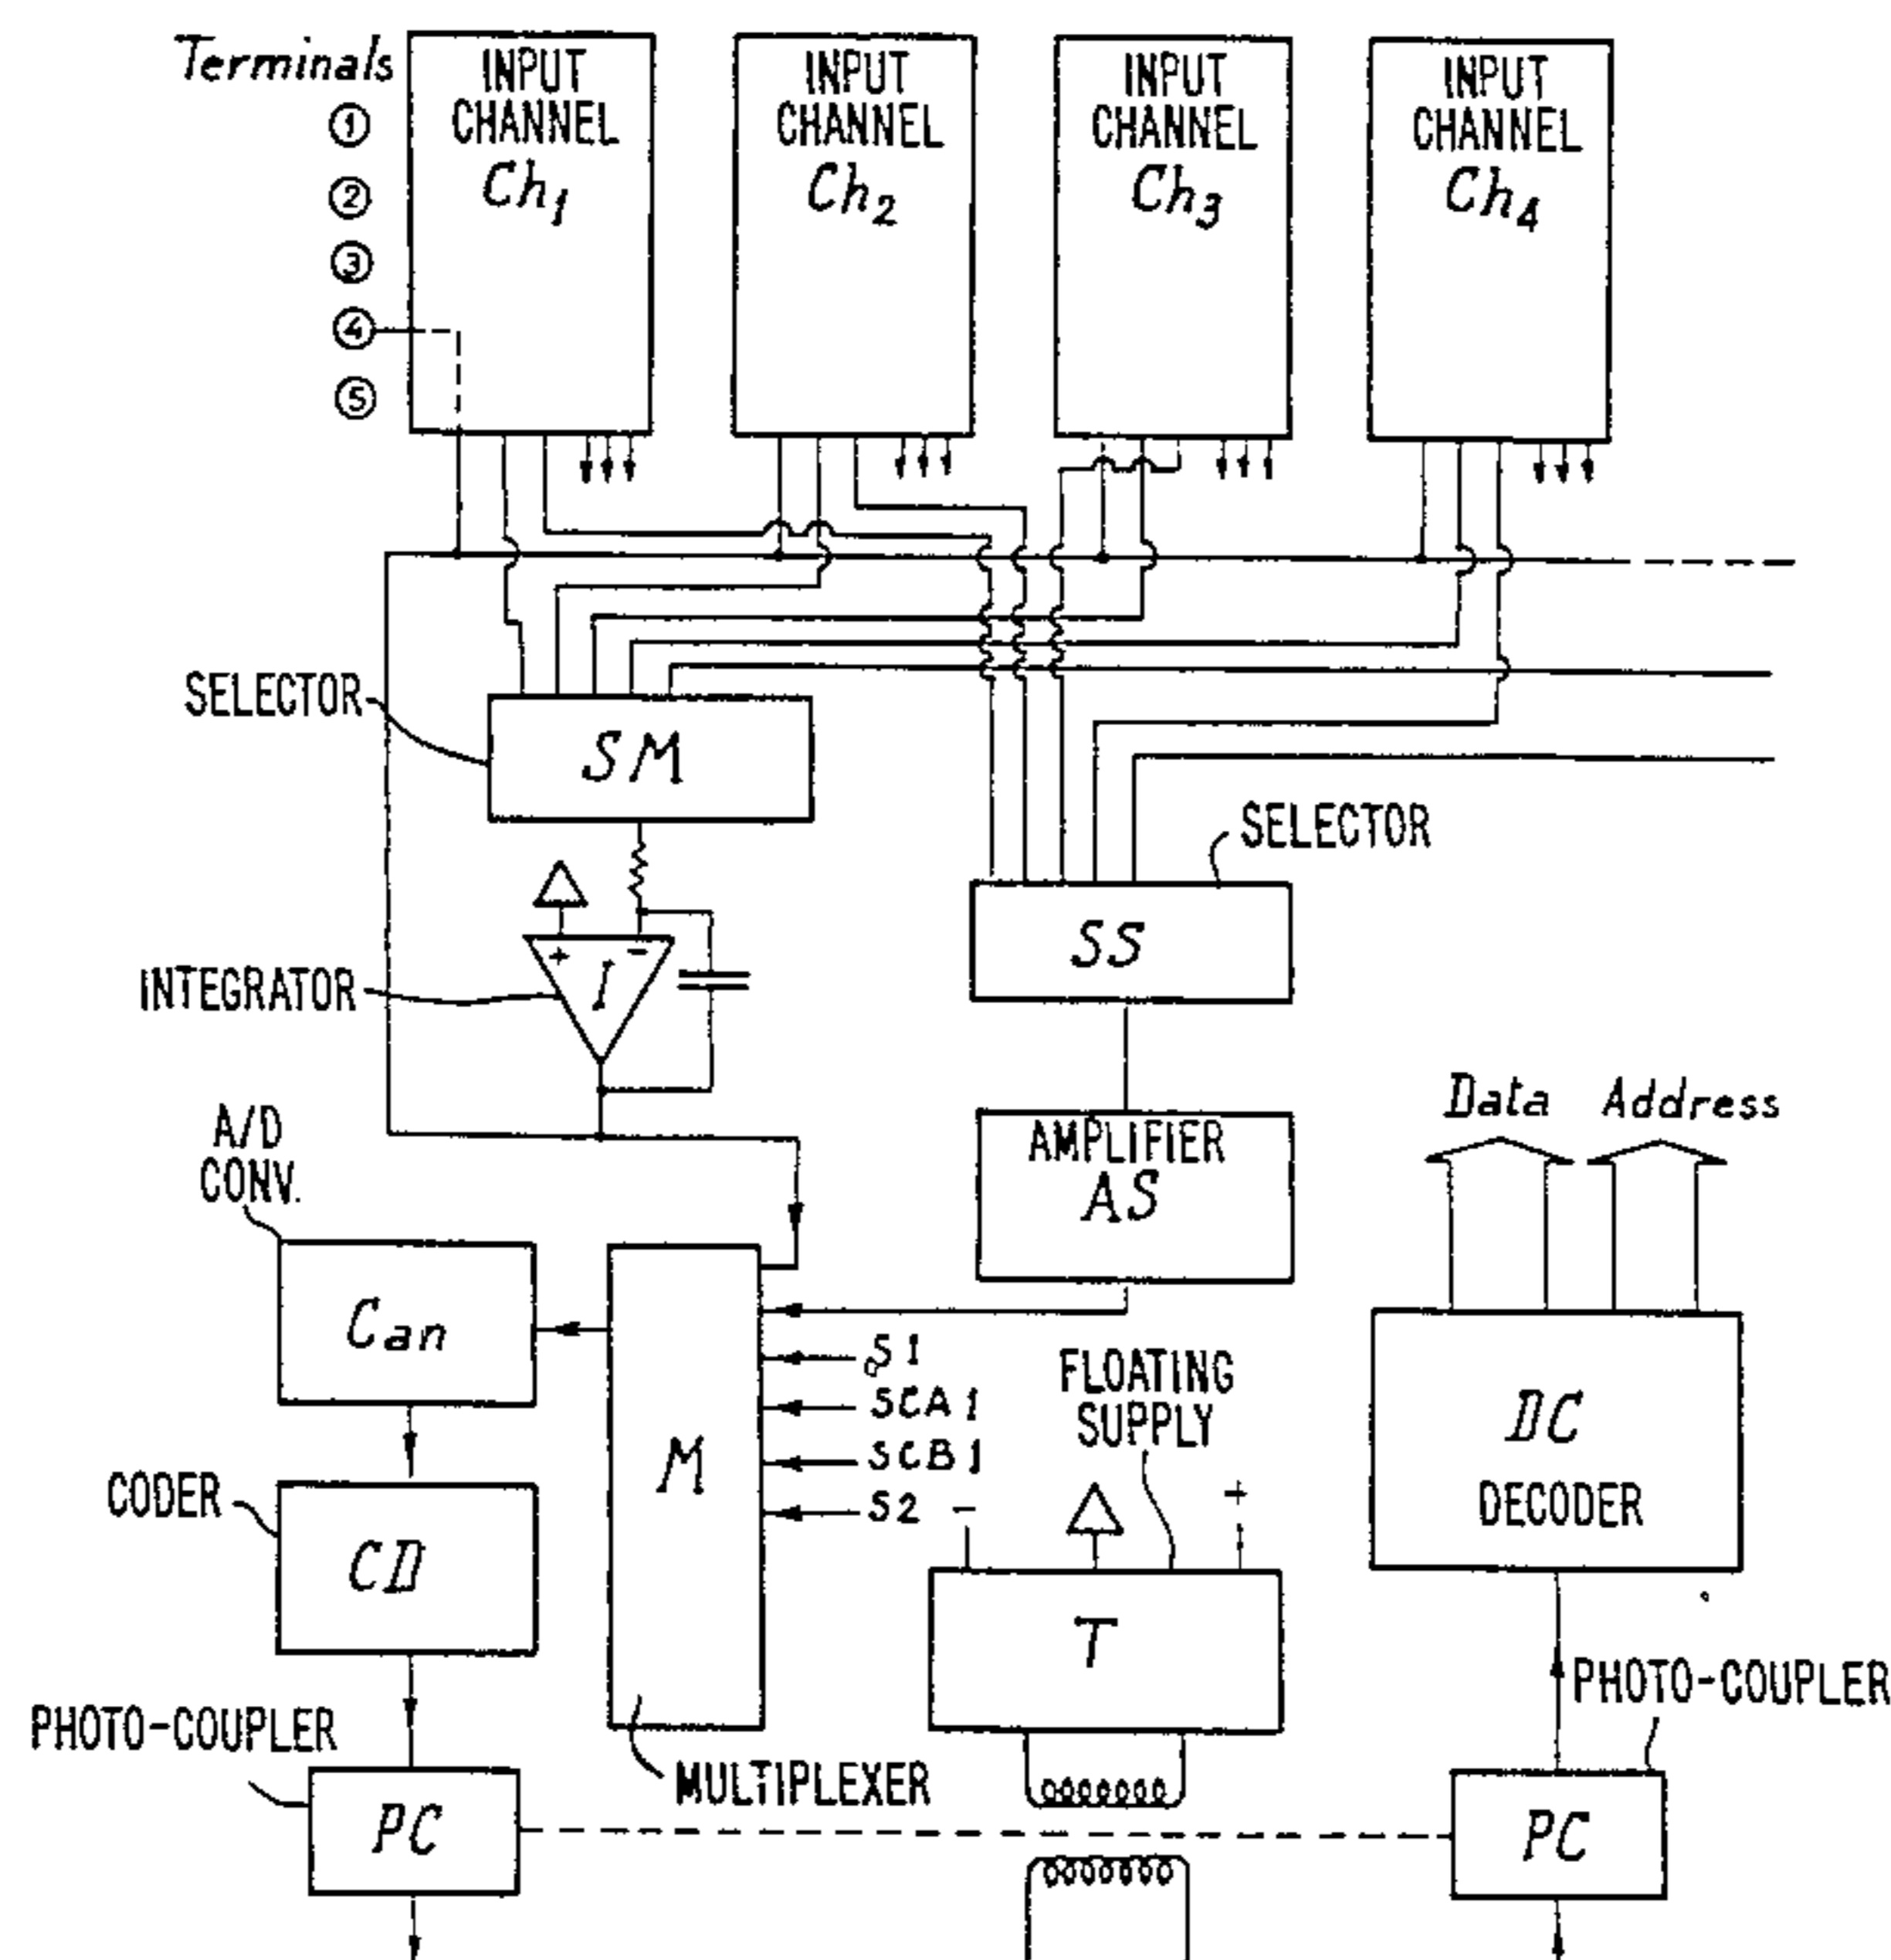 Terminals
①
②
③
④
⑤
INPUT
CHANNEL
Ch1
INPUT
CHANNEL
Ch2
INPUT
CHANNEL
Ch3
INPUT
CHANNEL
Ch4
SELECTOR
SM
SELECTOR
SS
+ -
I
INTEGRATOR
AMPLIFIER
AS
Data Address
A/D
CONV.
Can
M
S1
SCA1
SCB1
S2
MULTIPLEXER
FLOATING
SUPPLY
- +
T
DC
DECODER
CODER
CD
PHOTO-COUPLER
PC
PHOTO-COUPLER
PC